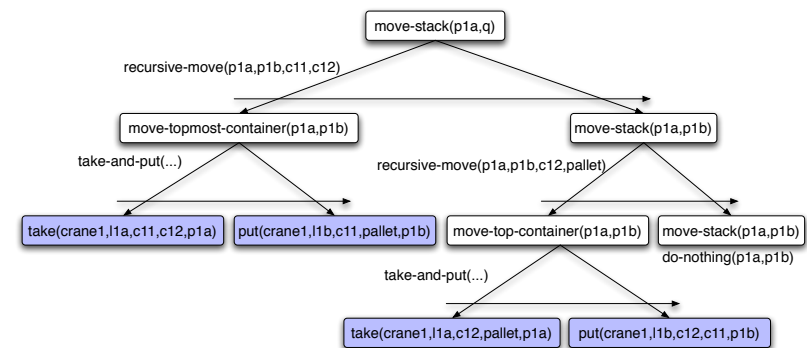 move-stack(p1a,q)
recursive-move(p1a,p1b,c11,c12)
move-topmost-container(p1a,p1b)
move-stack(p1a,p1b)
take-and-put(...)
recursive-move(p1a,p1b,c12,pallet)
take(crane1,l1a,c11,c12,p1a)
put(crane1,l1b,c11,pallet,p1b)
move-top-container(p1a,p1b)
move-stack(p1a,p1b)
do-nothing(p1a,p1b)
take-and-put(...)
take(crane1,l1a,c12,pallet,p1a)
put(crane1,l1b,c12,c11,p1b)